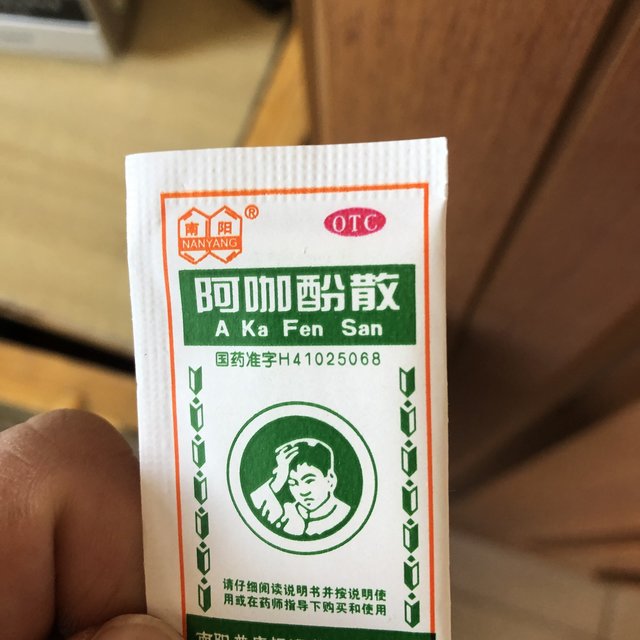 南阳
NANYANG
®
OTC
阿咖酚散
A Ka Fen San
国药准字H41025068
请仔细阅读说明书并按说明使
用或在药师指导下购买和使用